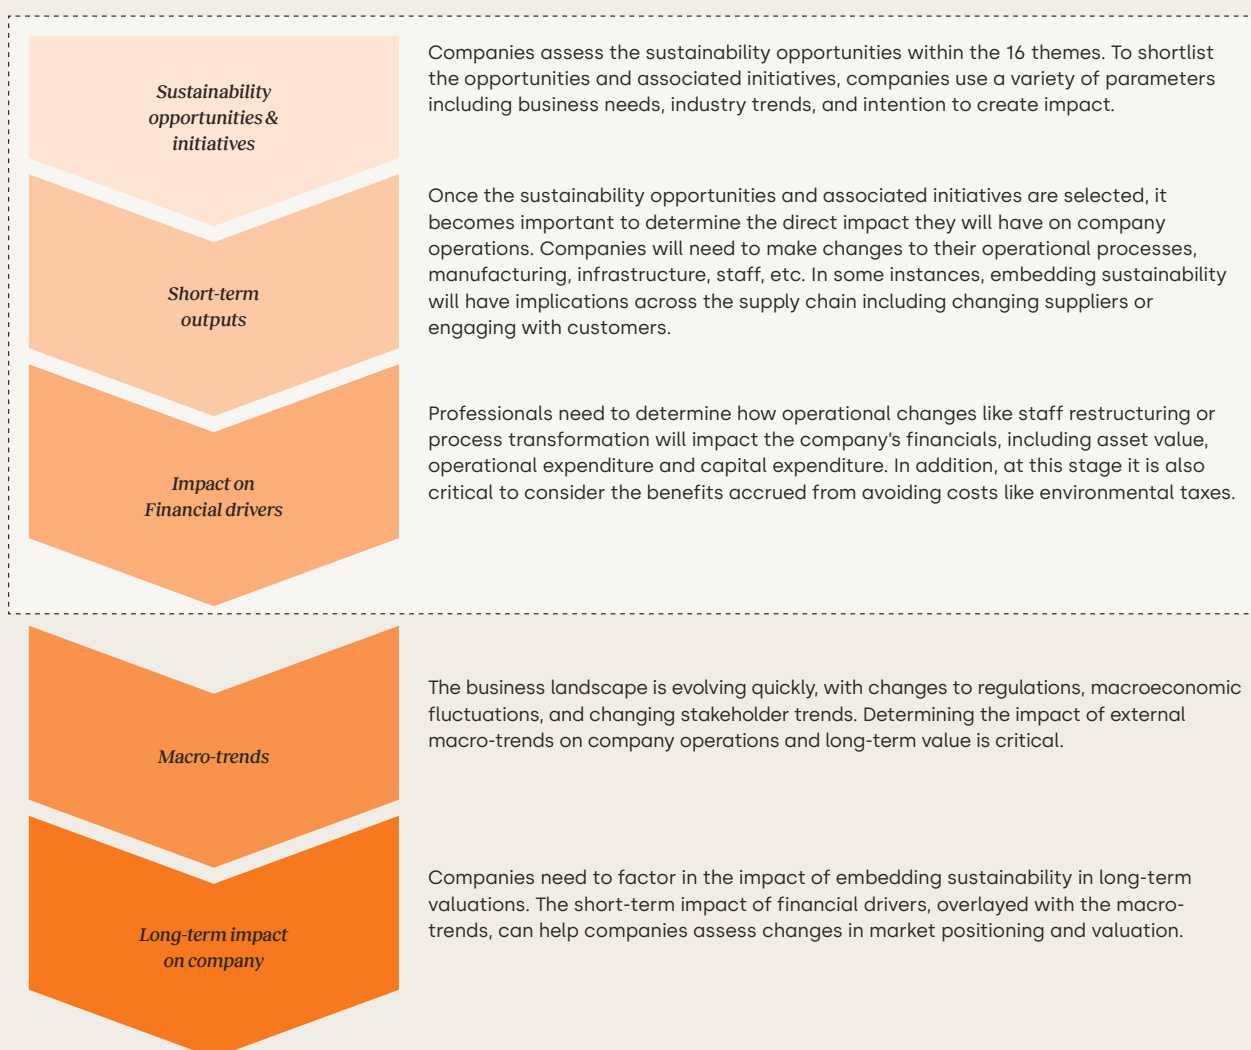 Sustainability
opportunities &
initiatives
Companies assess the sustainability opportunities within the 16 themes. To shortlist
the opportunities and associated initiatives, companies use a variety of parameters
including business needs, industry trends, and intention to create impact.
Short-term
outputs
Once the sustainability opportunities and associated initiatives are selected, it
becomes important to determine the direct impact they will have on company
operations. Companies will need to make changes to their operational processes,
manufacturing, infrastructure, staff, etc. In some instances, embedding sustainability
will have implications across the supply chain including changing suppliers or
engaging with customers.
Impact on
Financial drivers
Professionals need to determine how operational changes like staff restructuring or
process transformation will impact the company’s financials, including asset value,
operational expenditure and capital expenditure. In addition, at this stage it is also
critical to consider the benefits accrued from avoiding costs like environmental taxes.
Macro-trends
The business landscape is evolving quickly, with changes to regulations, macroeconomic
fluctuations, and changing stakeholder trends. Determining the impact of external
macro-trends on company operations and long-term value is critical.
Long-term impact
on company
Companies need to factor in the impact of embedding sustainability in long-term
valuations. The short-term impact of financial drivers, overlayed with the macro-
trends, can help companies assess changes in market positioning and valuation.